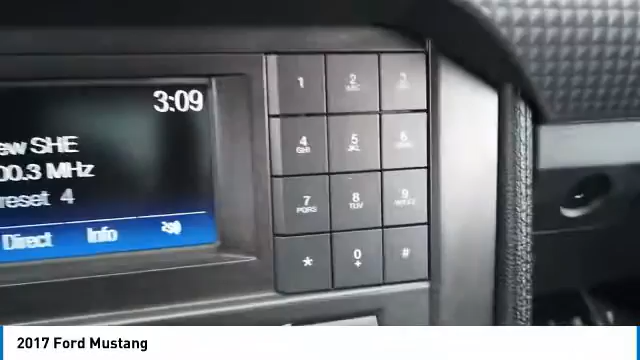 3:09
ew SHE
00.3 MHz
reset 4
Direct Info
1 2 ABC 3
4 GHI 5 JKL 6
7 PQRS 8 TUV 9 WXYZ
* 0 + #
2017 Ford Mustang